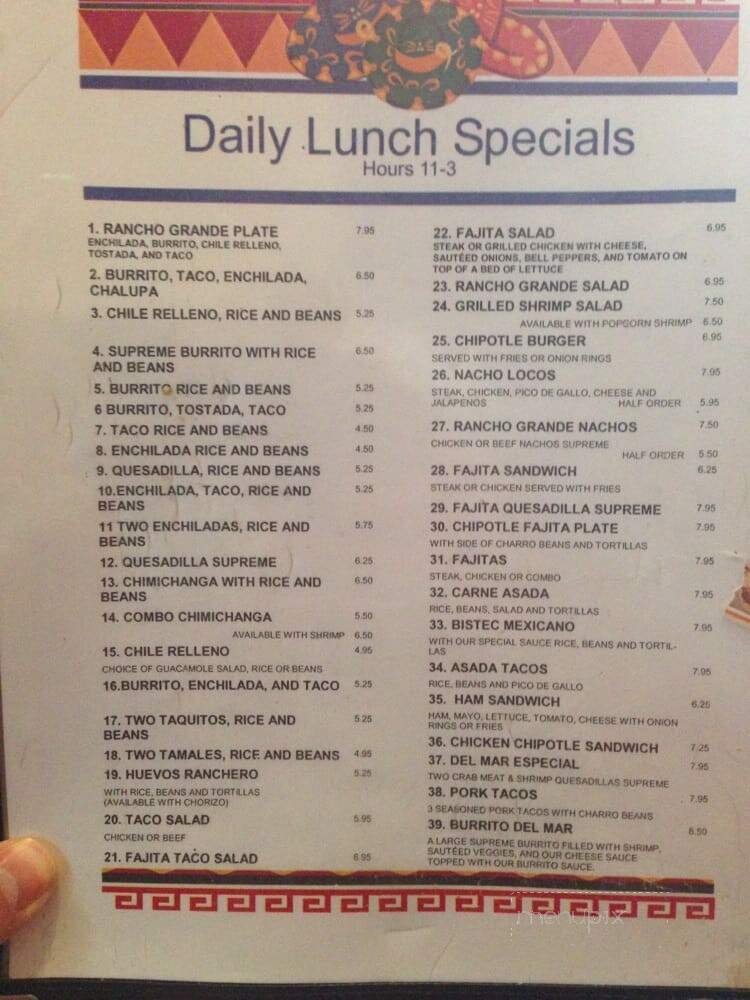 Daily Lunch Specials
Hours 11-3
1. RANCHO GRANDE PLATE 7.95
ENCHILADA, BURRITO, CHILE RELLENO,
TOSTADA, AND TACO
2. BURRITO, TACO, ENCHILADA, 6.50
CHALUPA
3. CHILE RELLENO, RICE AND BEANS 5.25
4. SUPREME BURRITO WITH RICE 6.50
AND BEANS
5. BURRITO RICE AND BEANS 5.25
6 BURRITO, TOSTADA, TACO 5.25
7. TACO RICE AND BEANS 4.50
8. ENCHILADA RICE AND BEANS 4.50
9. QUESADILLA, RICE AND BEANS 5.25
10.ENCHILADA, TACO, RICE AND 5.25
BEANS
11 TWO ENCHILADAS, RICE AND 5.75
BEANS
12. QUESADILLA SUPREME 6.25
13. CHIMICHANGA WITH RICE AND 6.50
BEANS
14. COMBO CHIMICHANGA 5.50
AVAILABLE WITH SHRIMP 6.50
15. CHILE RELLENO 4.95
CHOICE OF GUACAMOLE SALAD, RICE OR BEANS
16.BURRITO, ENCHILADA, AND TACO 5.25
17. TWO TAQUITOS, RICE AND 5.25
BEANS
18. TWO TAMALES, RICE AND BEANS 4.95
19. HUEVOS RANCHERO 5.25
WITH RICE, BEANS AND TORTILLAS
(AVAILABLE WITH CHORIZO)
20. TACO SALAD 5.95
CHICKEN OR BEEF
21. FAJITA TACO SALAD 6.95
22. FAJITA SALAD 6.95
STEAK OR GRILLED CHICKEN WITH CHEESE,
SAUTÉED ONIONS, BELL PEPPERS, AND TOMATO ON
TOP OF A BED OF LETTUCE
23. RANCHO GRANDE SALAD 6.95
24. GRILLED SHRIMP SALAD 7.50
AVAILABLE WITH POPCORN SHRIMP 6.50
25. CHIPOTLE BURGER 6.95
SERVED WITH FRIES OR ONION RINGS
26. NACHO LOCOS 7.95
STEAK, CHICKEN, PICO DE GALLO, CHEESE AND
JALAPENOS HALF ORDER 5.95
27. RANCHO GRANDE NACHOS 7.50
CHICKEN OR BEEF NACHOS SUPREME
HALF ORDER 5.50
28. FAJITA SANDWICH 6.25
STEAK OR CHICKEN SERVED WITH FRIES
29. FAJITA QUESADILLA SUPREME 7.95
30. CHIPOTLE FAJITA PLATE 7.95
WITH SIDE OF CHARRO BEANS AND TORTILLAS
31. FAJITAS 7.95
STEAK, CHICKEN OR COMBO
32. CARNE ASADA 7.95
RICE, BEANS, SALAD AND TORTILLAS
33. BISTEC MEXICANO 7.95
WITH OUR SPECIAL SAUCE RICE, BEANS AND TORTIL-
LAS
34. ASADA TACOS 7.95
RICE, BEANS AND PICO DE GALLO
35. HAM SANDWICH 6.25
HAM, MAYO, LETTUCE, TOMATO, CHEESE WITH ONION
RINGS OR FRIES
36. CHICKEN CHIPOTLE SANDWICH 7.25
37. DEL MAR ESPECIAL 7.95
TWO CRAB MEAT & SHRIMP QUESADILLAS SUPREME
38. PORK TACOS 7.95
3 SEASONED PORK TACOS WITH CHARRO BEANS
39. BURRITO DEL MAR 8.50
A LARGE SUPREME BURRITO FILLED WITH SHRIMP,
SAUTÉED VEGGIES, AND OUR CHEESE SAUCE
TOPPED WITH OUR BURRITO SAUCE.
menupix